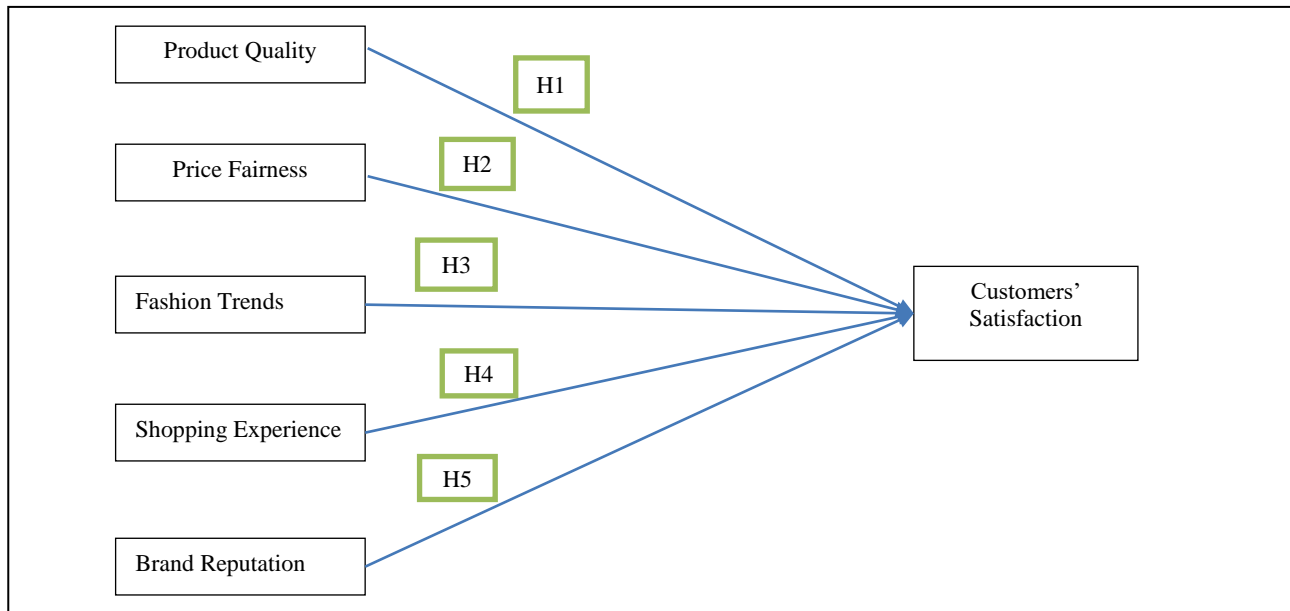 Product Quality
H1
Price Fairness
H2
Fashion Trends
H3
Customers’
Satisfaction
Shopping Experience
H4
Brand Reputation
H5